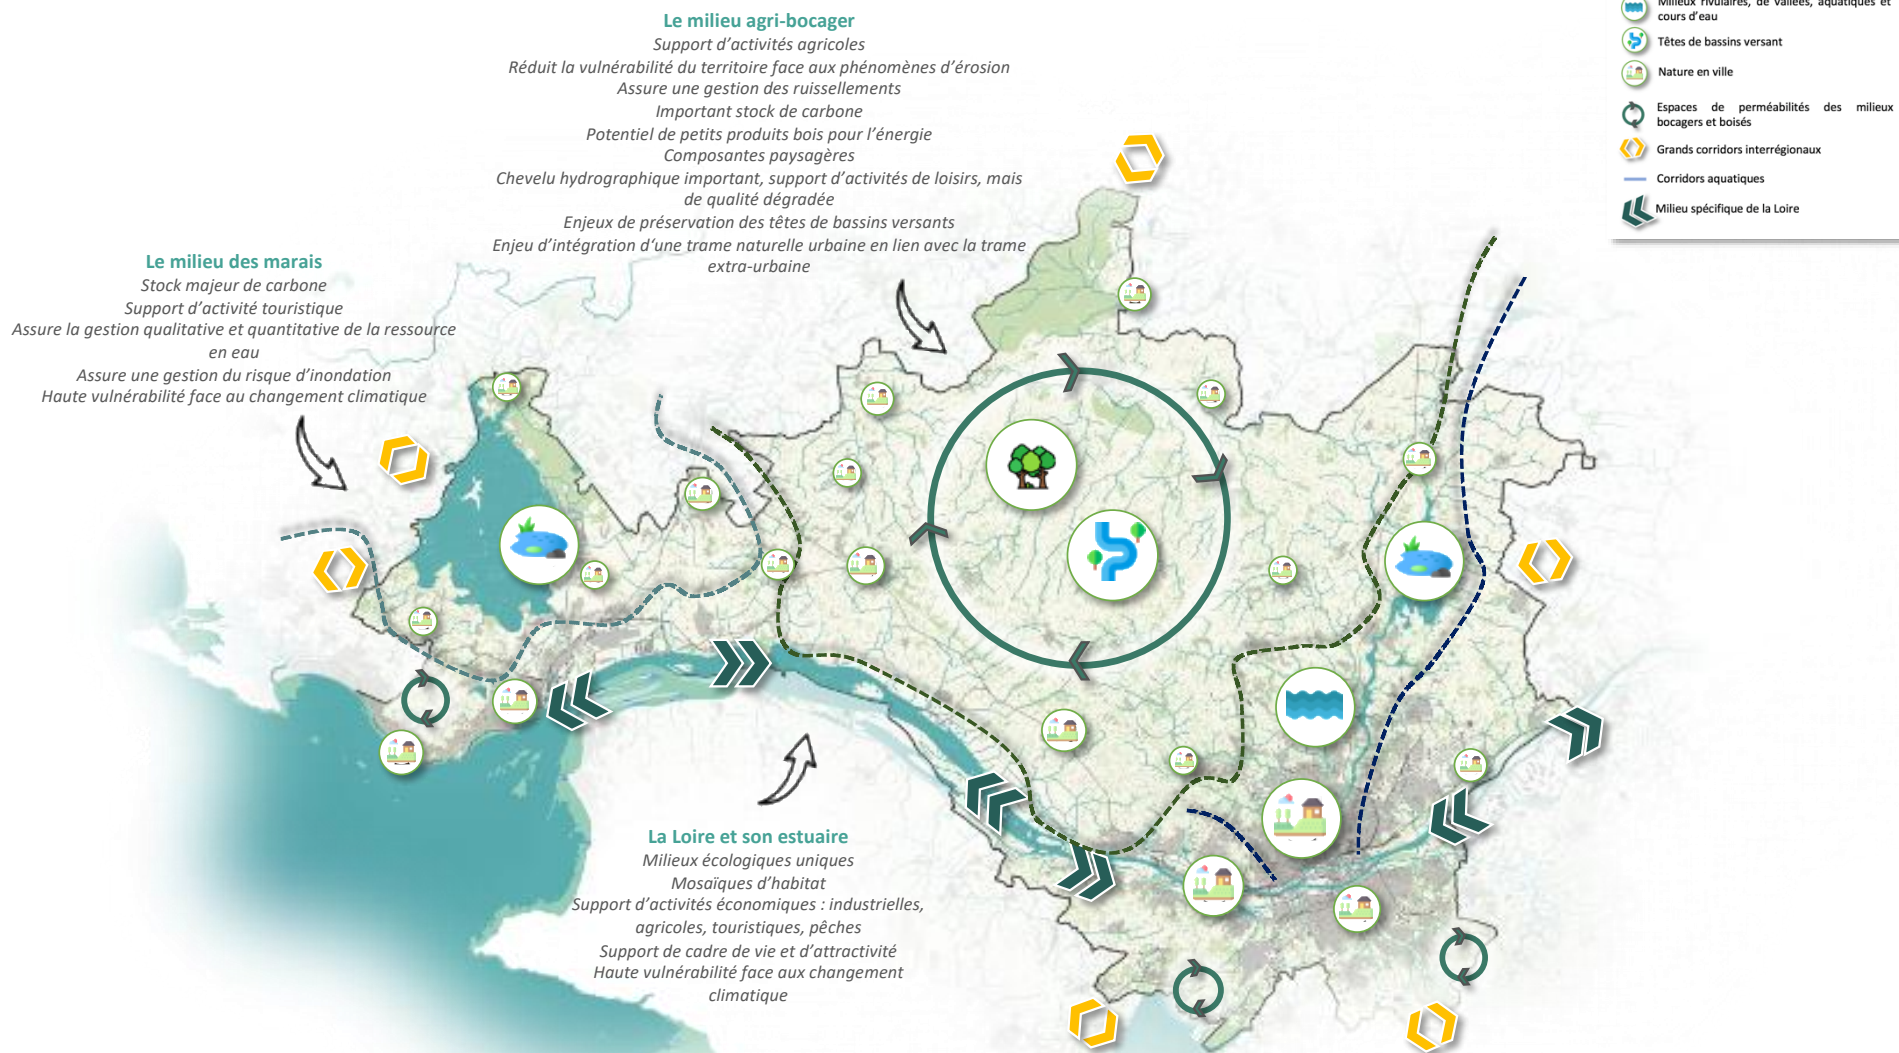 Le milieu agri-bocager
Support d'activités agricoles
Réduit la vulnérabilité du territoire face aux phénomènes d'érosion
Assure une gestion des ruissellements
Important stock de carbone
Potentiel de petits produits bois pour l'énergie
Composantes paysagères
Chevelu hydrographique important, support d'activités de loisirs, mais
de qualité dégradée
Enjeux de préservation des têtes de bassins versants
Enjeu d'intégration d'une trame naturelle urbaine en lien avec la trame
extra-urbaine
Le milieu des marais
Stock majeur de carbone
Support d'activité touristique
Assure la gestion qualitative et quantitative de la ressource
en eau
Assure une gestion du risque d'inondation
Haute vulnérabilité face au changement climatique
La Loire et son estuaire
Milieux écologiques uniques
Mosaïques d'habitat
Support d'activités économiques : industrielles,
agricoles, touristiques, pêches
Support de cadre de vie et d'attractivité
Haute vulnérabilité face aux changement
climatique
Milieux rivulaires, de vallées, aquatiques et
cours d'eau
Têtes de bassins versant
Nature en ville
Espaces de perméabilités des milieux
bocagers et boisés
Grands corridors interrégionaux
Corridors aquatiques
Milieu spécifique de la Loire